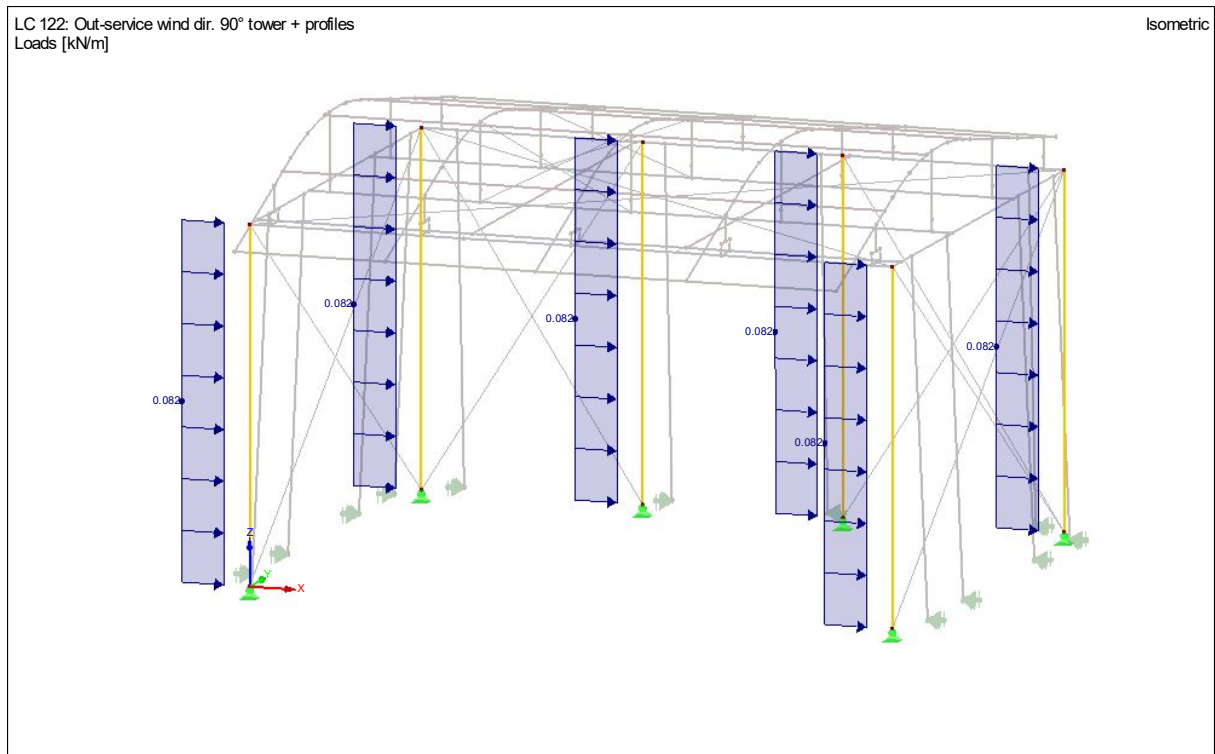 LC 122: Out-service wind dir. 90° tower + profiles
Isometric
Loads [kN/m]
0.082
0.082
0.082
0.082
0.082
0.082
Z
Y
X